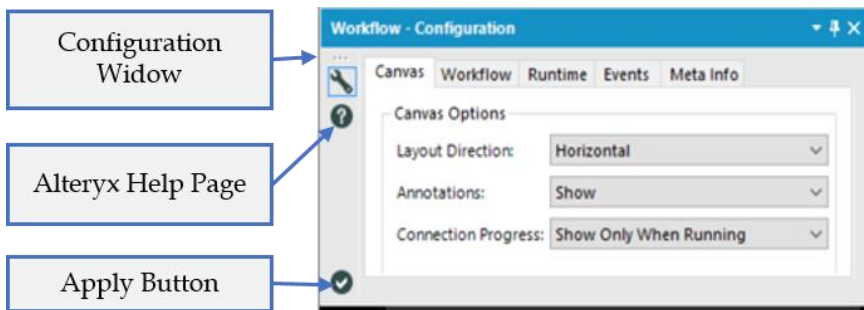 Configuration
Widow
Alteryx Help Page
Apply Button
Workflow - Configuration
Canvas Workflow Runtime Events Meta Info
Canvas Options
Layout Direction: Horizontal
Annotations: Show
Connection Progress: Show Only When Running